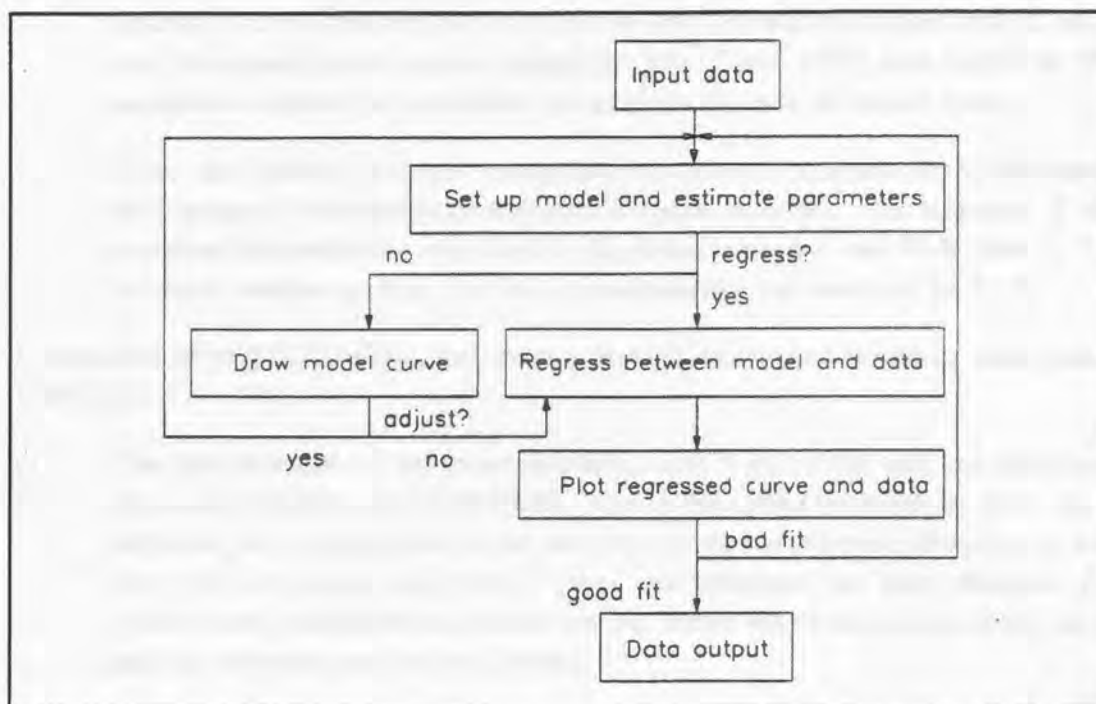 Input data
Set up model and estimate parameters
no
regress?
yes
Draw model curve
Regress between model and data
adjust?
yes
no
Plot regressed curve and data
bad fit
good fit
Data output